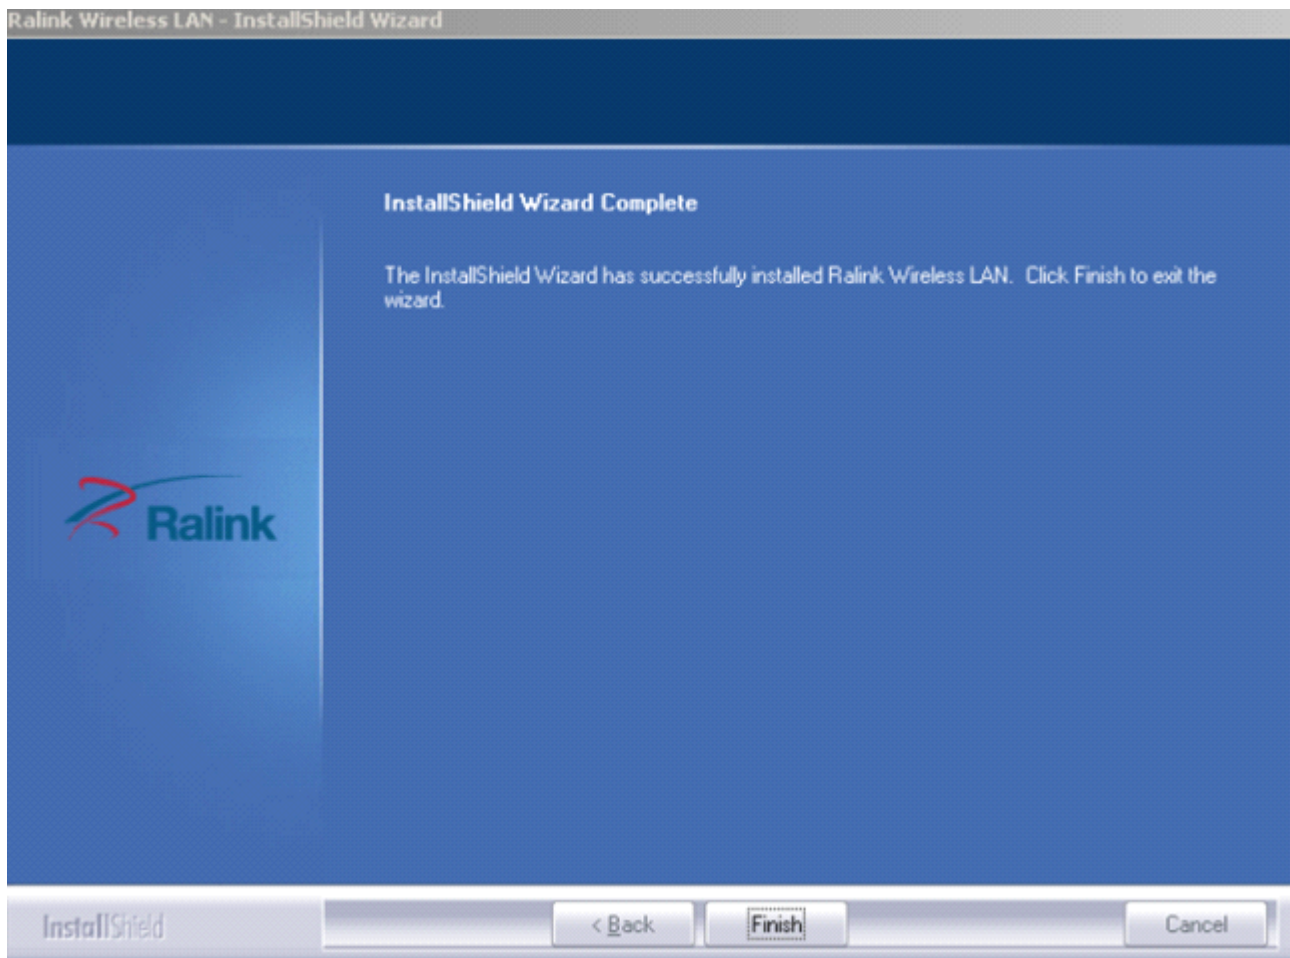 Ralink Wireless LAN - InstallShield Wizard
InstallShield Wizard Complete
The InstallShield Wizard has successfully installed Ralink Wireless LAN. Click Finish to exit the
wizard.
Ralink
InstallShield
< Back
Finish
Cancel